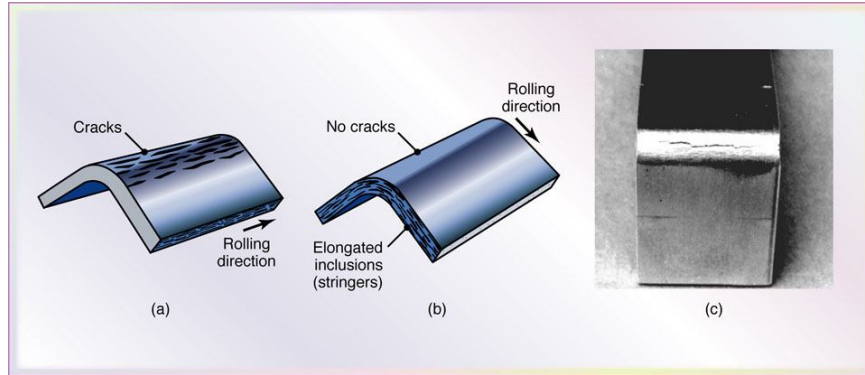 Cracks
Rolling
direction
(a)
No cracks
Rolling
direction
Elongated
inclusions
(stringers)
(b)
(c)